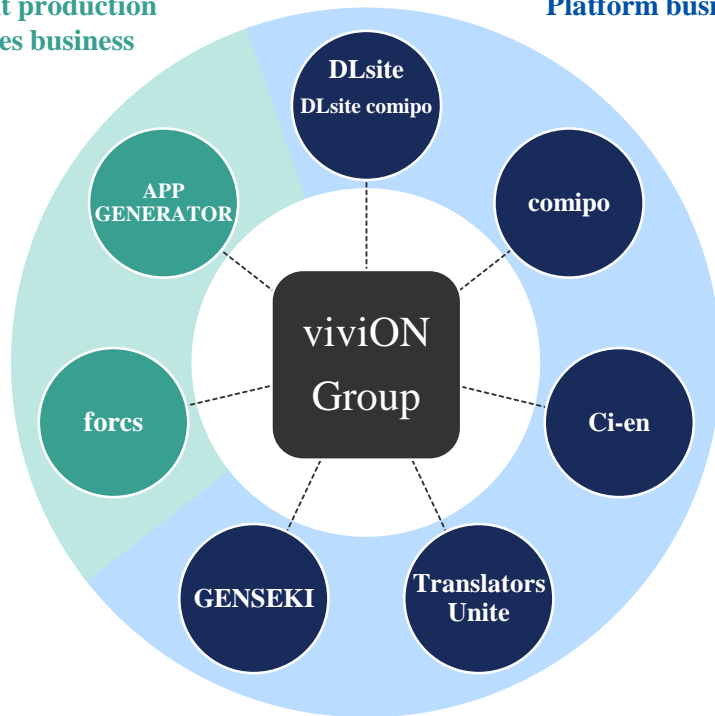 t production
es business
Platform busi
DLsite
DLsite comipo
APP
GENERATOR
comipo
viviON
Group
forcs
Ci-en
GENSEKI
Translators
Unite